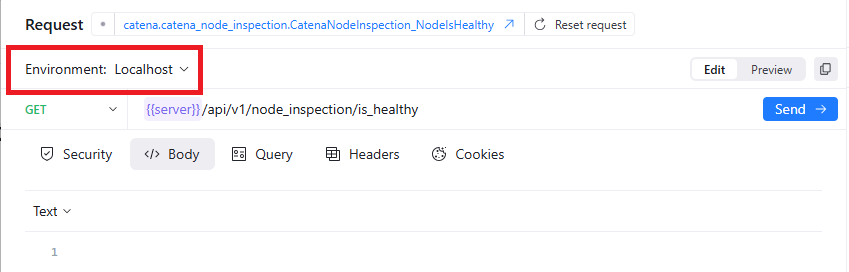 Request catena.catena_node_inspection.CatenaNodeInspection_NodeIsHealthy Reset request
Environment: Localhost Edit Preview
GET {{server}}/api/v1/node_inspection/is_healthy Send
Security </> Body Query Headers Cookies
Text
1